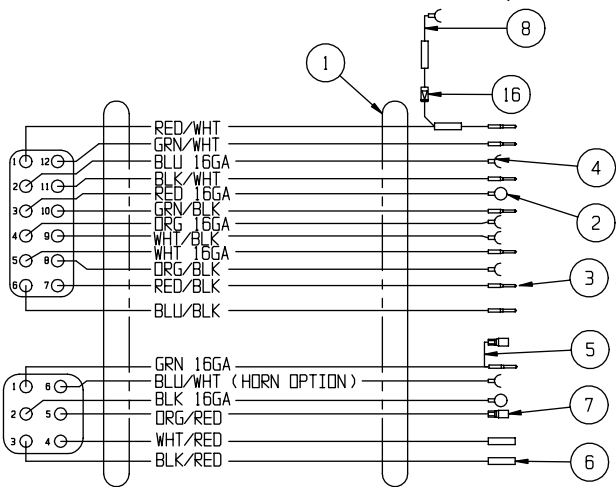 8
1
16
RED/WHT
GRN/WHT
1 12 BLU 16GA
4
BLK/WHT
2 11
RED 16GA
2
3 10 GRN/BLK
ORG 16GA
4 9 WHT/BLK
WHT 16GA
5 8 ORG/BLK
3
6 7 RED/BLK
BLU/BLK
5
GRN 16GA
1 6 BLU/WHT (HORN OPTION)
BLK 16GA
2 5 ORG/RED
7
3 4 WHT/RED
BLK/RED
6